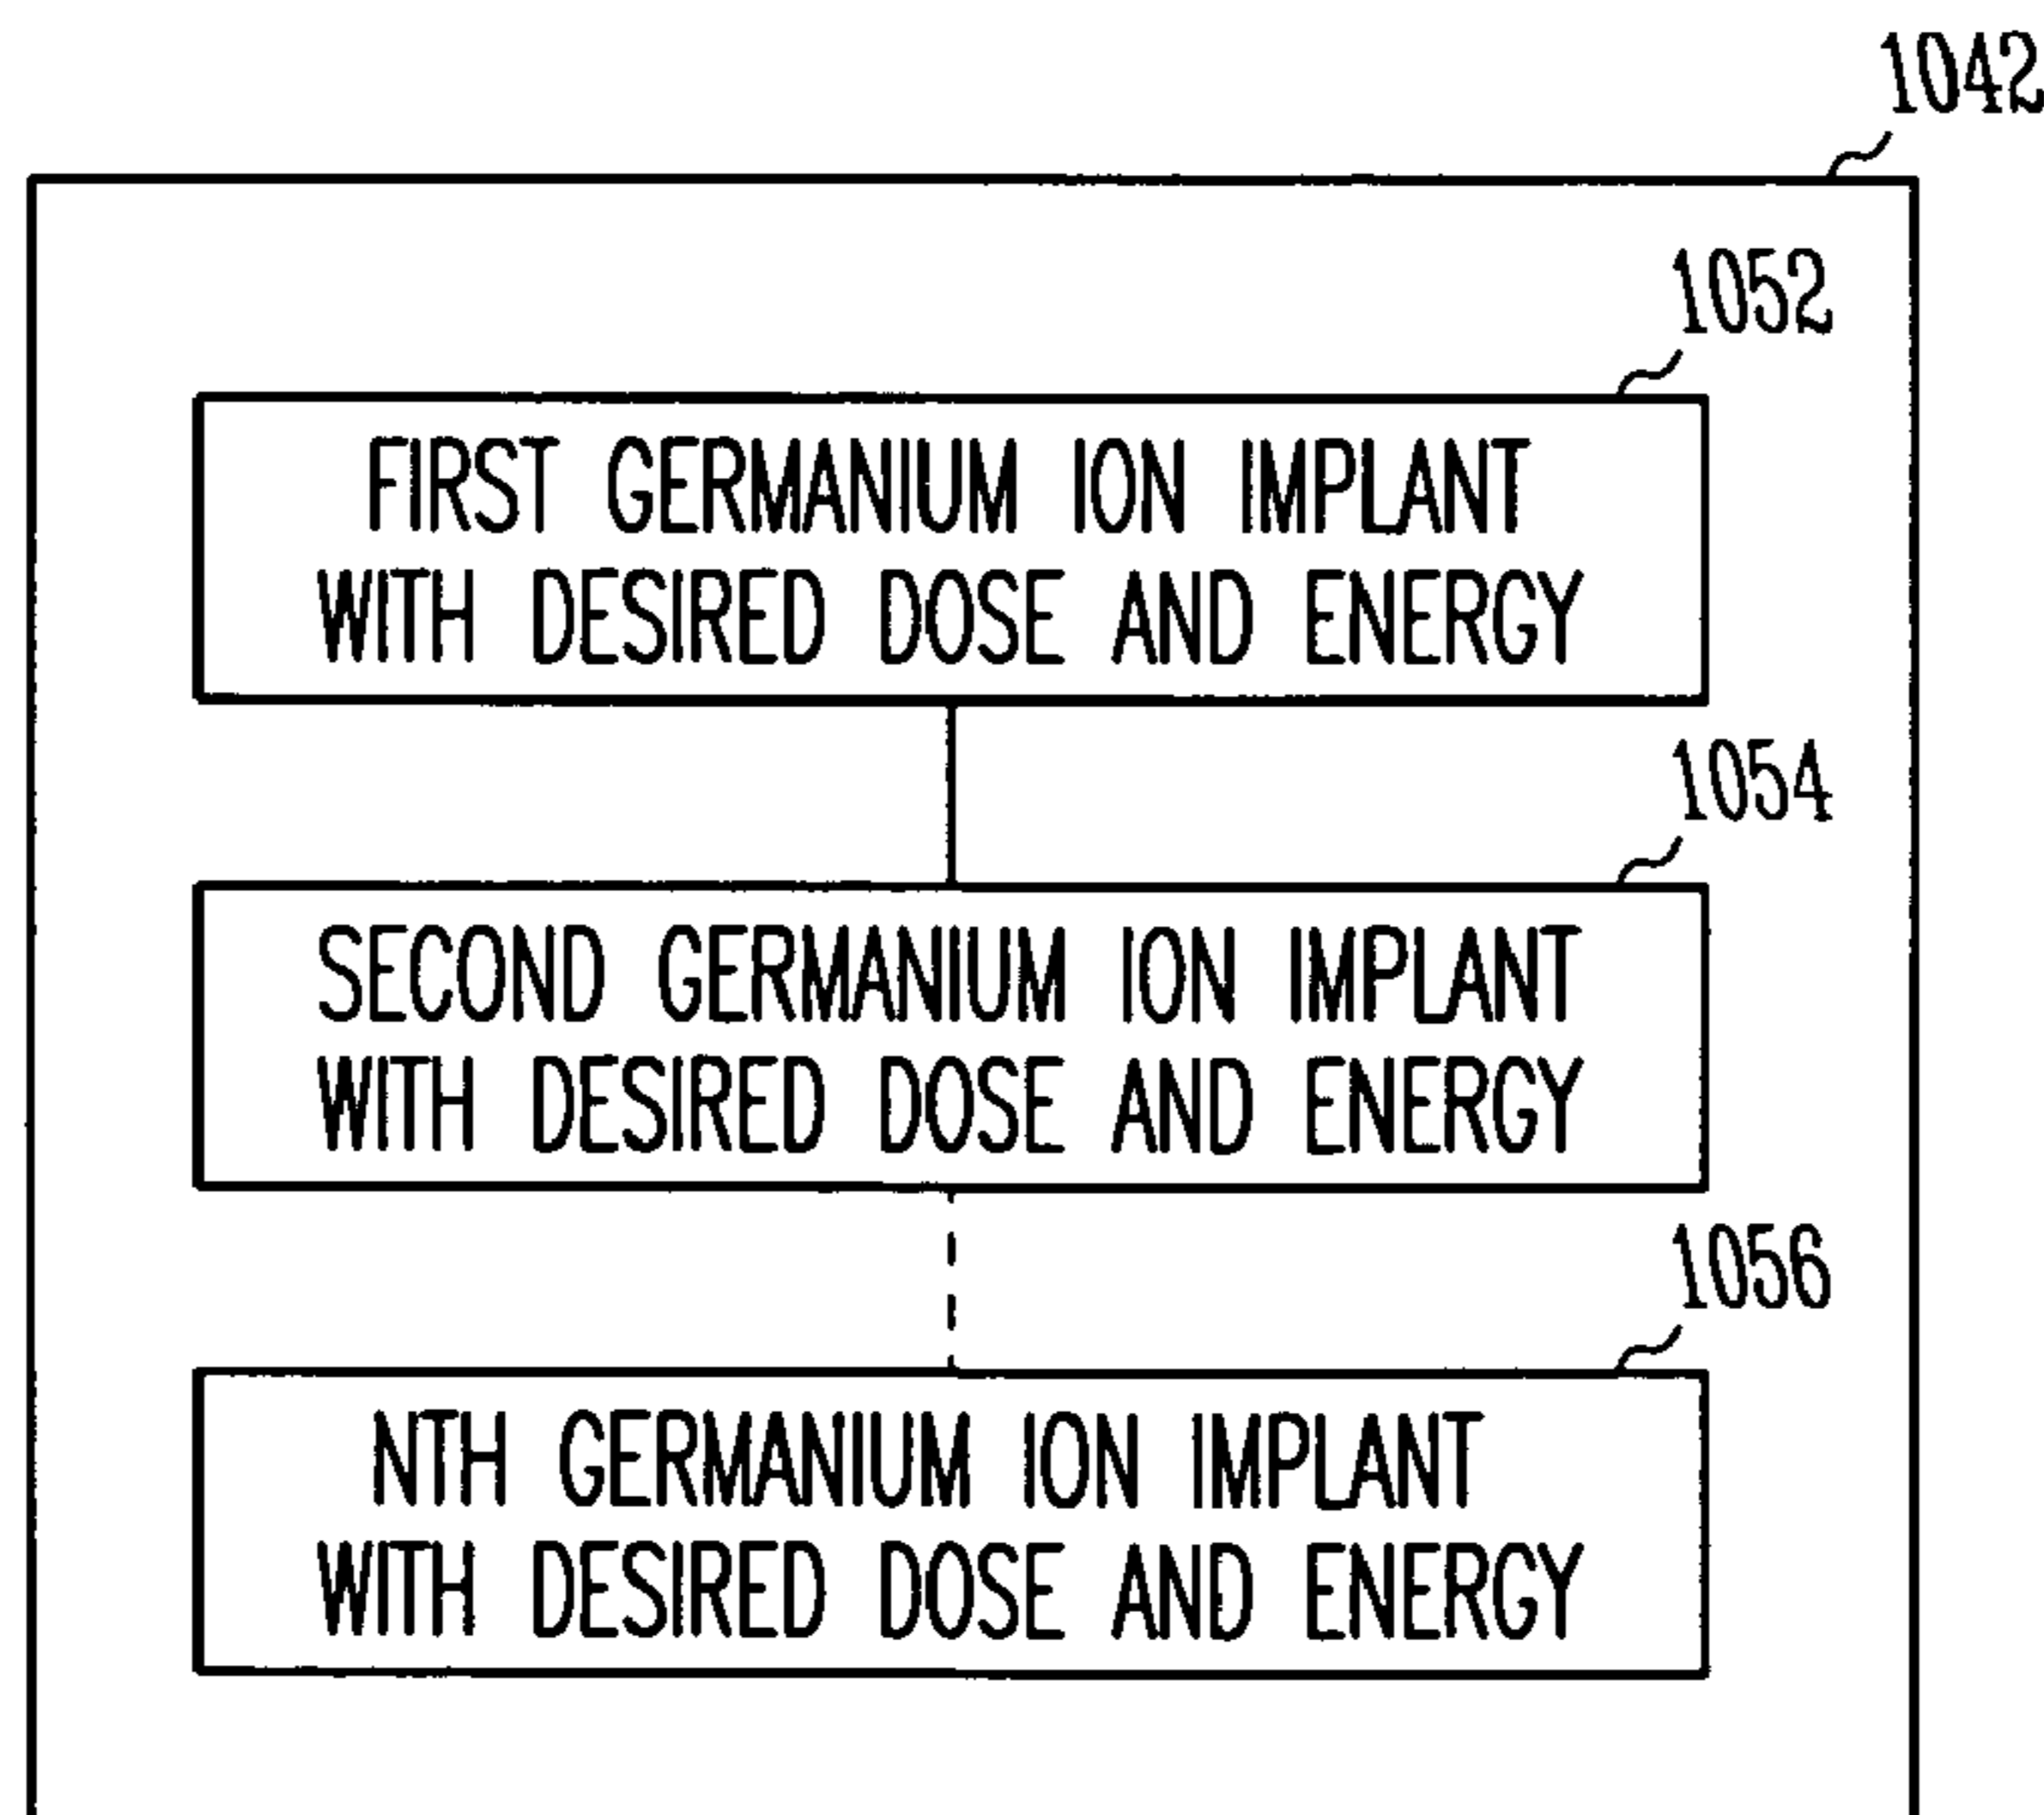 1042
1052
FIRST GERMANIUM ION IMPLANT
WITH DESIRED DOSE AND ENERGY
1054
SECOND GERMANIUM ION IMPLANT
WITH DESIRED DOSE AND ENERGY
1056
NTH GERMANIUM ION IMPLANT
WITH DESIRED DOSE AND ENERGY